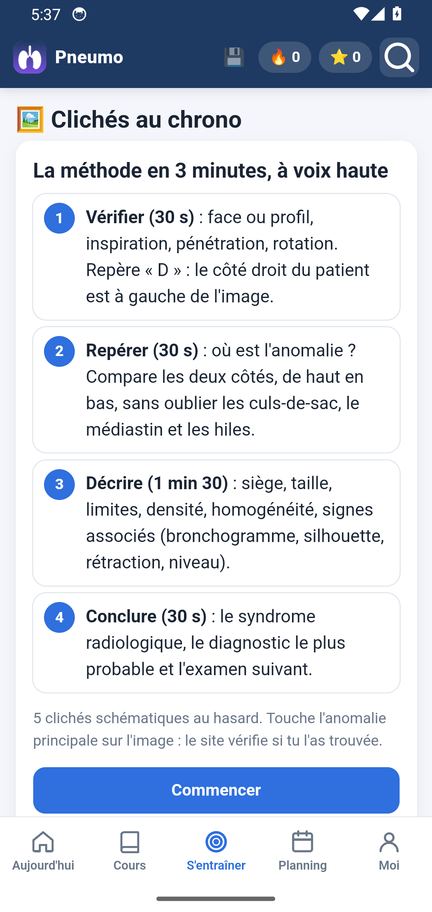 5:37
Pneumo
0
0
Clichés au chrono
La méthode en 3 minutes, à voix haute
1
Vérifier (30 s) : face ou profil,
inspiration, pénétration, rotation.
Repère « D » : le côté droit du patient
est à gauche de l'image.
2
Repérer (30 s) : où est l'anomalie ?
Compare les deux côtés, de haut en
bas, sans oublier les culs-de-sac, le
médiastin et les hiles.
3
Décrire (1 min 30) : siège, taille,
limites, densité, homogénéité, signes
associés (bronchogramme, silhouette,
rétraction, niveau).
4
Conclure (30 s) : le syndrome
radiologique, le diagnostic le plus
probable et l'examen suivant.
5 clichés schématiques au hasard. Touche l'anomalie
principale sur l'image : le site vérifie si tu l'as trouvée.
Commencer
Aujourd'hui
Cours
S'entraîner
Planning
Moi